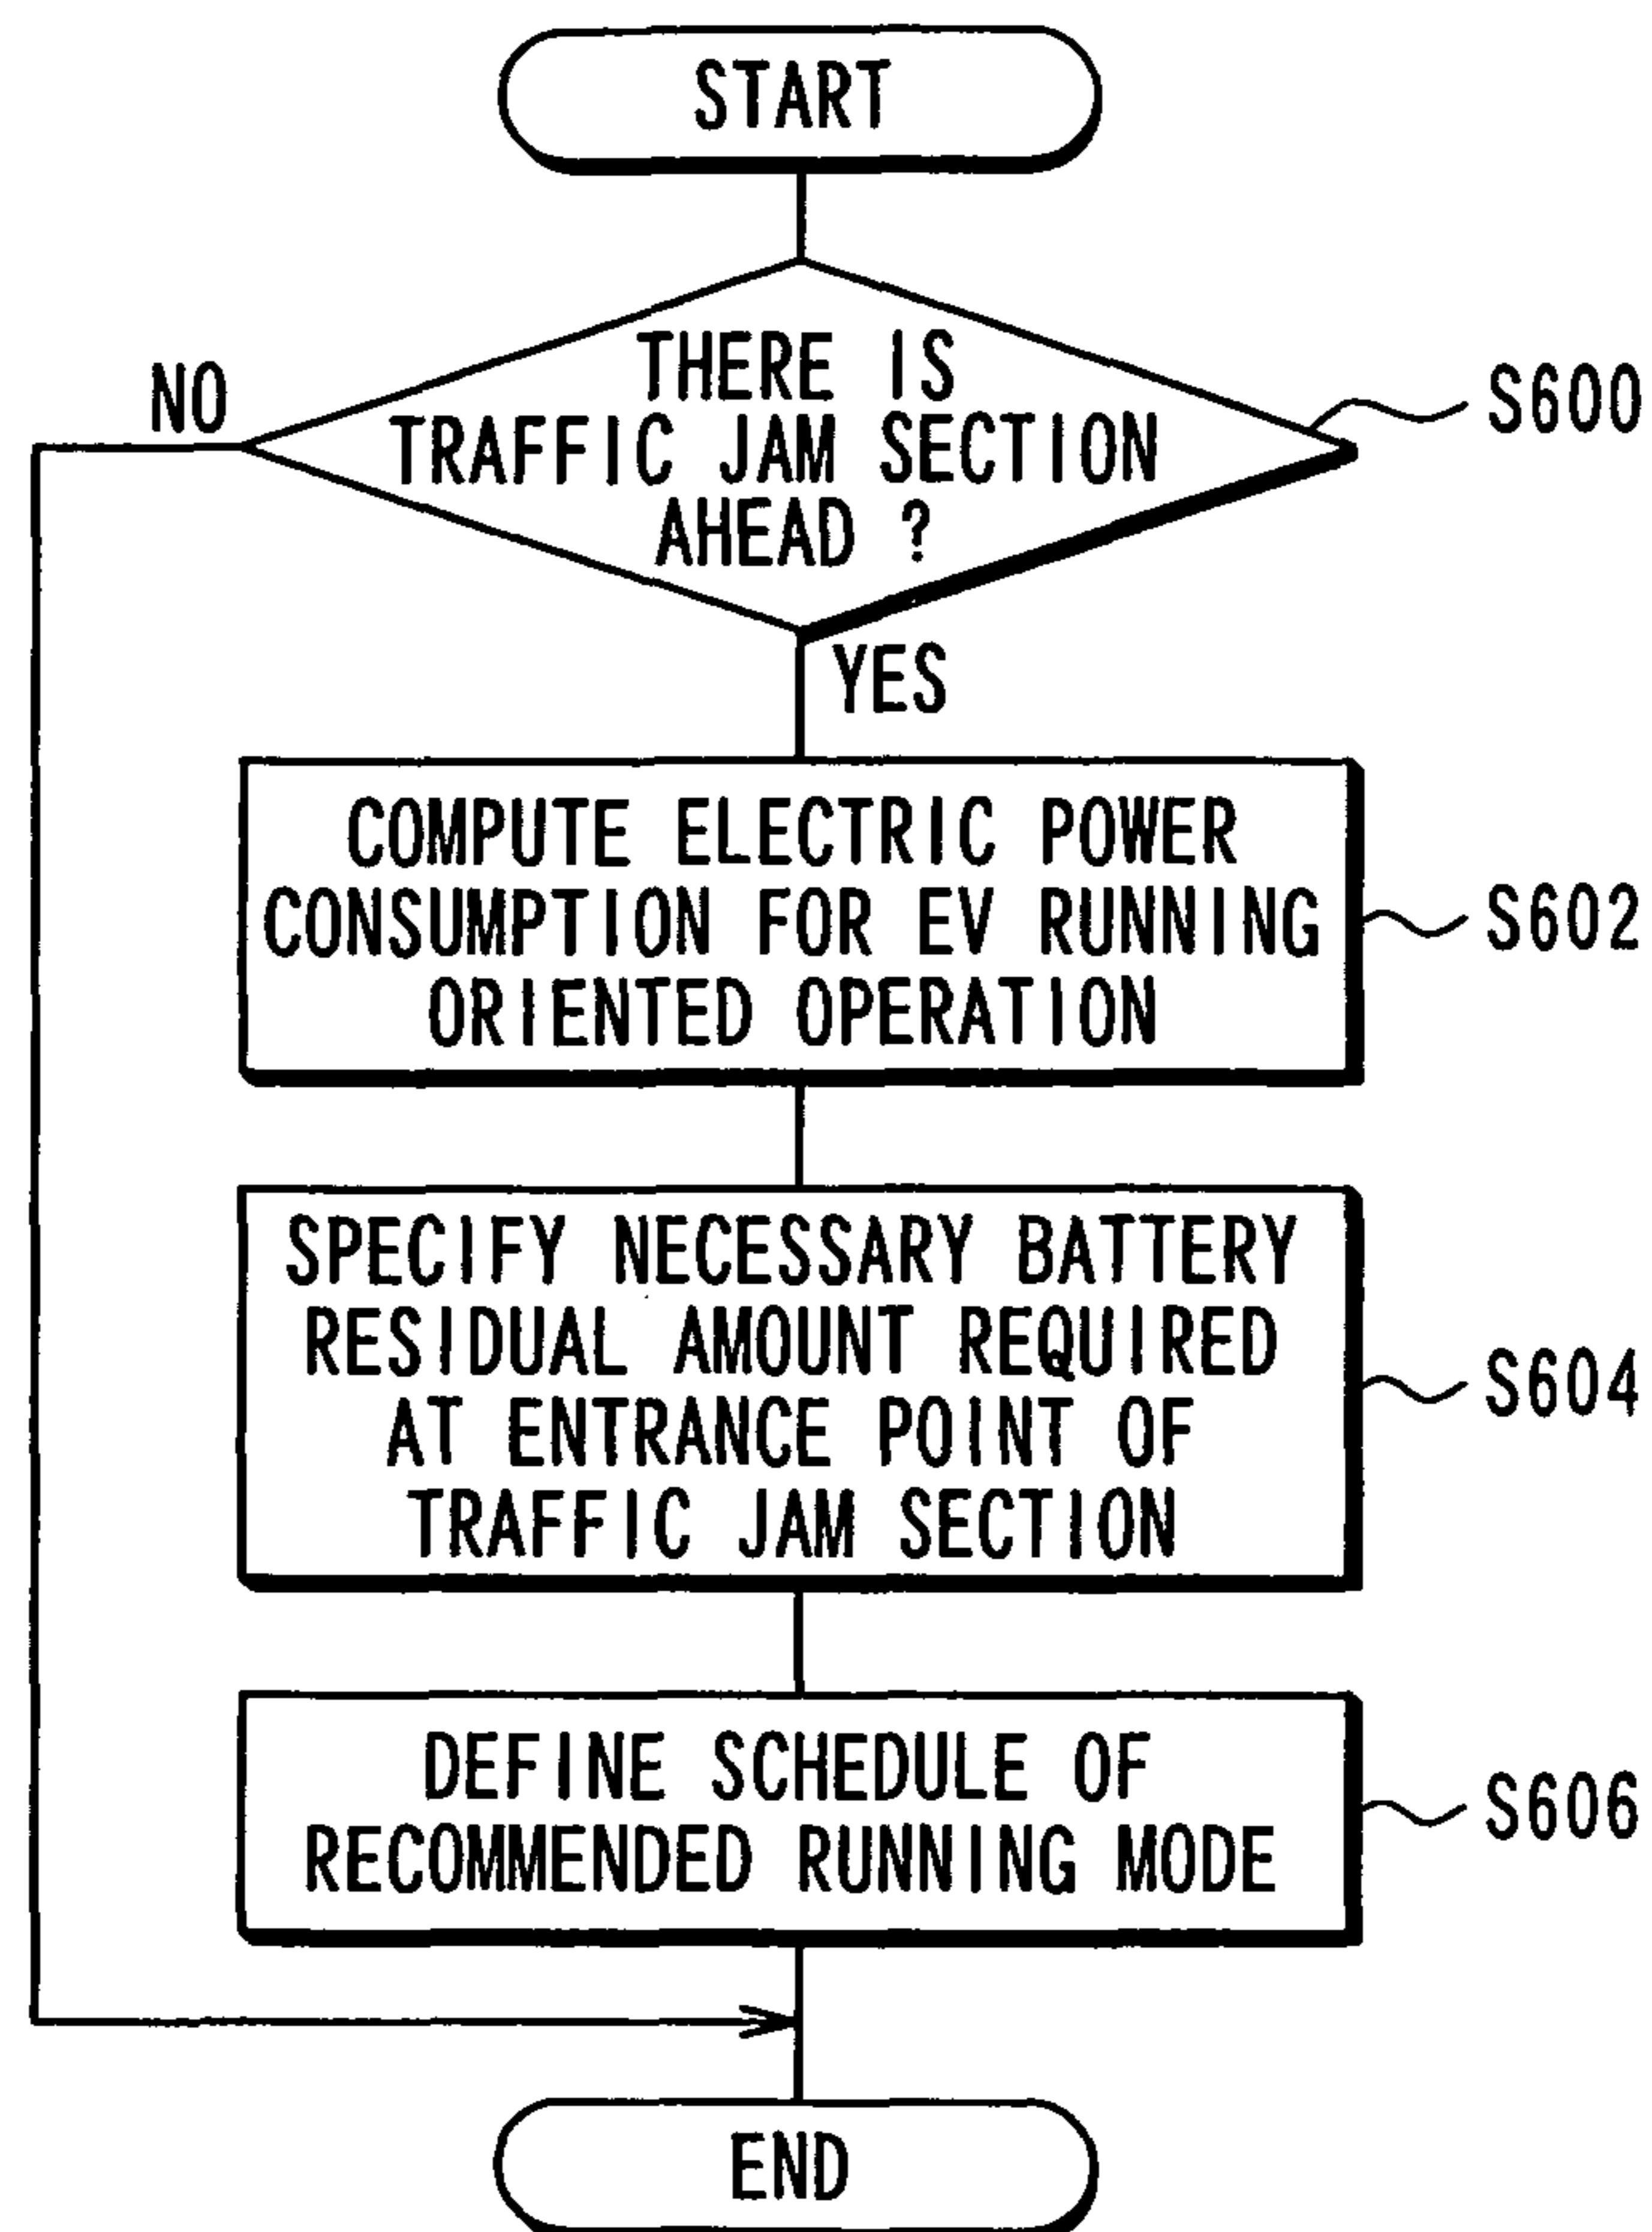 START
THERE IS
TRAFFIC JAM SECTION
AHEAD ?
NO
S600
YES
COMPUTE ELECTRIC POWER
CONSUMPTION FOR EV RUNNING
ORIENTED OPERATION
S602
SPECIFY NECESSARY BATTERY
RESIDUAL AMOUNT REQUIRED
AT ENTRANCE POINT OF
TRAFFIC JAM SECTION
S604
DEFINE SCHEDULE OF
RECOMMENDED RUNNING MODE
S606
END